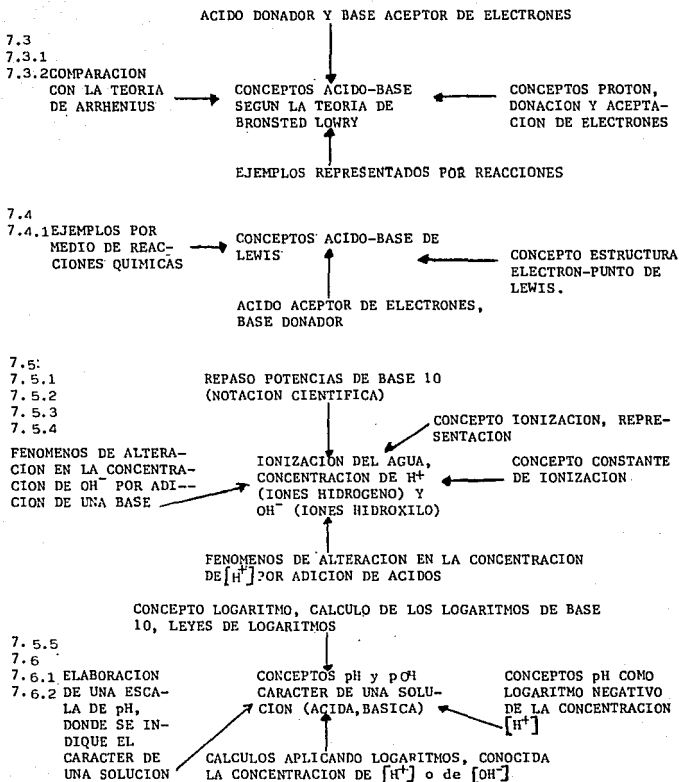 ACIDO DONADOR Y BASE ACEPTOR DE ELECTRONES
7.3
7.3.1
7.3.2 COMPARACION
CON LA TEORIA
DE ARRHENIUS
CONCEPTOS ACIDO-BASE
SEGUN LA TEORIA DE
BRONSTED LOWRY
CONCEPTOS PROTON,
DONACION Y ACEPTA-
CION DE ELECTRONES
EJEMPLOS REPRESENTADOS POR REACCIONES
7.4
7.4.1 EJEMPLOS POR
MEDIO DE REAC-
CIONES QUIMICAS
CONCEPTOS ACIDO-BASE DE
LEWIS
CONCEPTO ESTRUCTURA
ELECTRON-PUNTO DE
LEWIS.
ACIDO ACEPTOR DE ELECTRONES,
BASE DONADOR
7.5:
7.5.1
7.5.2
7.5.3
7.5.4
REPASO POTENCIAS DE BASE 10
(NOTACION CIENTIFICA)
CONCEPTO IONIZACION, REPRE-
SENTACION
FENOMENOS DE ALTERA-
CION EN LA CONCENTRA-
CION DE OH⁻ POR ADI--
CION DE UNA BASE
IONIZACION DEL AGUA,
CONCENTRACION DE H+
(IONES HIDROGENO) Y
OH⁻ (IONES HIDROXILO)
CONCEPTO CONSTANTE
DE IONIZACION
FENOMENOS DE ALTERACION EN LA CONCENTRACION
DE [H+] POR ADICION DE ACIDOS
CONCEPTO LOGARITMO, CALCULO DE LOS LOGARITMOS DE BASE
10, LEYES DE LOGARITMOS
7.5.5
7.6
7.6.1 ELABORACION
7.6.2 DE UNA ESCA-
LA DE pH,
DONDE SE IN-
DIQUE EL
CARACTER DE
UNA SOLUCION
CONCEPTOS pH y pOH
CARACTER DE UNA SOLU-
CION (ACIDA, BASICA)
CONCEPTOS pH COMO
LOGARITMO NEGATIVO
DE LA CONCENTRACION
[H+]
CALCULOS APLICANDO LOGARITMOS, CONOCIDA
LA CONCENTRACION DE [H+] o de [OH⁻]